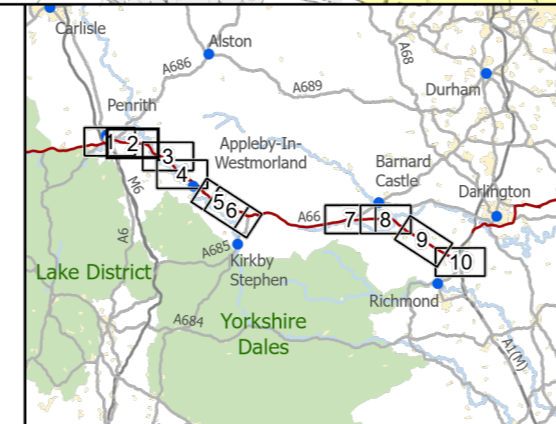 Carlisle
Alston
A686
A68
A689
Durham
Penrith
1
2
3
4
5
6
Appleby-In-
Westmorland
Barnard
Castle
Darlington
M6
A6
A66
7
8
9
10
A685
Kirkby
Stephen
Lake District
Richmond
A684
Yorkshire
Dales
A1(M)